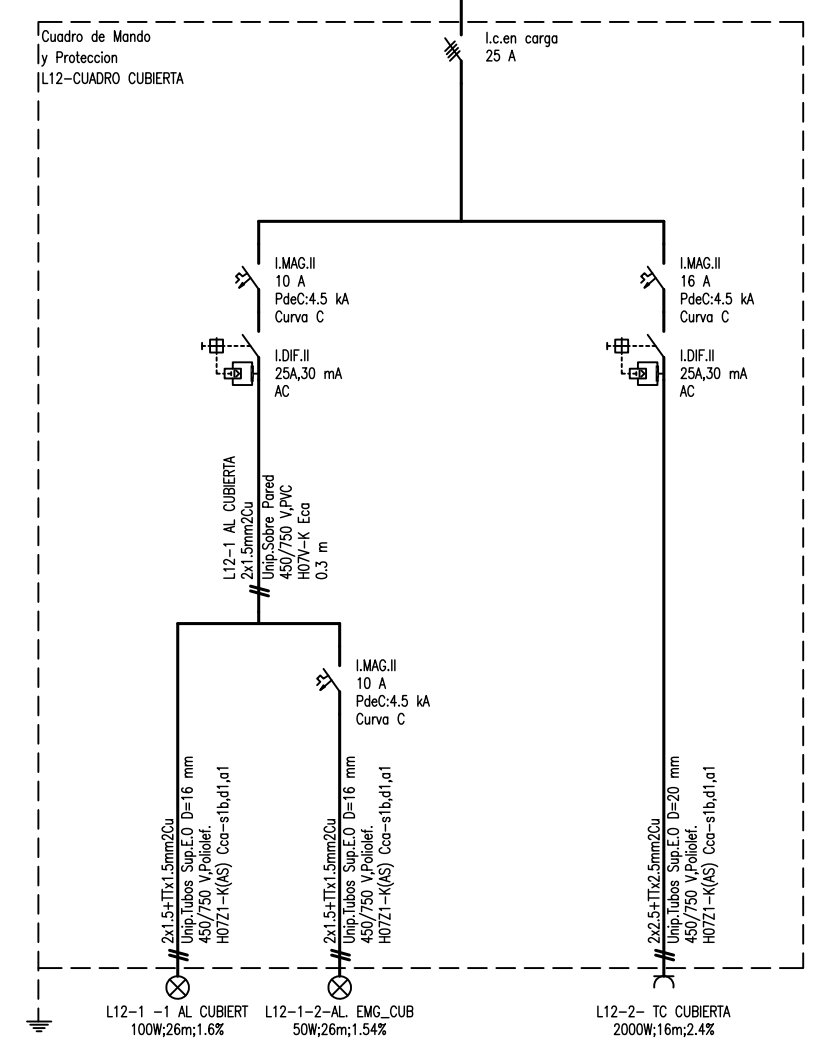 Cuadro de Mando
y Proteccion
L12-CUADRO CUBIERTA
I.c.en carga
25 A
I.MAG.II
10 A
PdeC:4.5 kA
Curva C
I.DIF.II
25A,30 mA
AC
I.MAG.II
16 A
PdeC:4.5 kA
Curva C
I.DIF.II
25A,30 mA
AC
L12-1 AL CUBIERTA
2x1.5mm2Cu
Unip.Sobre Pared
450/750 V,PVC
H07V-K Eca
0.3 m
I.MAG.II
10 A
PdeC:4.5 kA
Curva C
2x1.5+TTx1.5mm2Cu
Unip.Tubos Sup.E.O D=16 mm
450/750 V,Poliolef.
H07Z1-K(AS) Cca-s1b,d1,a1
2x1.5+TTx1.5mm2Cu
Unip.Tubos Sup.E.O D=16 mm
450/750 V,Poliolef.
H07Z1-K(AS) Cca-s1b,d1,a1
2x2.5+TTx2.5mm2Cu
Unip.Tubos Sup.E.O D=20 mm
450/750 V,Poliolef.
H07Z1-K(AS) Cca-s1b,d1,a1
L12-1 -1 AL CUBIERT
100W;26m;1.6%
L12-1-2-AL. EMG_CUB
50W;26m;1.54%
L12-2- TC CUBIERTA
2000W;16m;2.4%